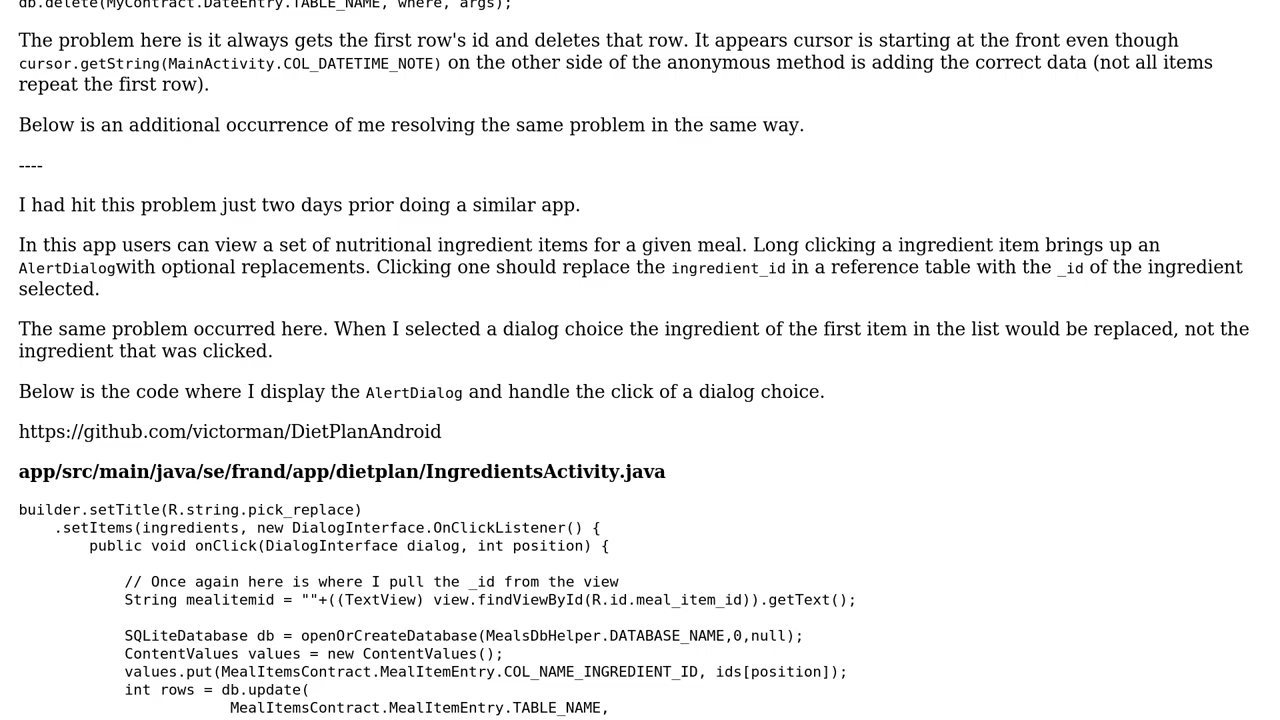 db.delete(MyContract.DateEntry.TABLE_NAME, where, args);
The problem here is it always gets the first row's id and deletes that row. It appears cursor is starting at the front even though
cursor.getString(MainActivity.COL_DATETIME_NOTE) on the other side of the anonymous method is adding the correct data (not all items
repeat the first row).
Below is an additional occurrence of me resolving the same problem in the same way.
----
I had hit this problem just two days prior doing a similar app.
In this app users can view a set of nutritional ingredient items for a given meal. Long clicking a ingredient item brings up an
AlertDialogwith optional replacements. Clicking one should replace the ingredient_id in a reference table with the _id of the ingredient
selected.
The same problem occurred here. When I selected a dialog choice the ingredient of the first item in the list would be replaced, not the
ingredient that was clicked.
Below is the code where I display the AlertDialog and handle the click of a dialog choice.
https://github.com/victorman/DietPlanAndroid
app/src/main/java/se/frand/app/dietplan/IngredientsActivity.java
builder.setTitle(R.string.pick_replace)
    .setItems(ingredients, new DialogInterface.OnClickListener() {
        public void onClick(DialogInterface dialog, int position) {
            // Once again here is where I pull the _id from the view
            String mealitemid = ""+((TextView) view.findViewById(R.id.meal_item_id)).getText();
            SQLiteDatabase db = openOrCreateDatabase(MealsDbHelper.DATABASE_NAME,0,null);
            ContentValues values = new ContentValues();
            values.put(MealItemsContract.MealItemEntry.COL_NAME_INGREDIENT_ID, ids[position]);
            int rows = db.update(
                        MealItemsContract.MealItemEntry.TABLE_NAME,